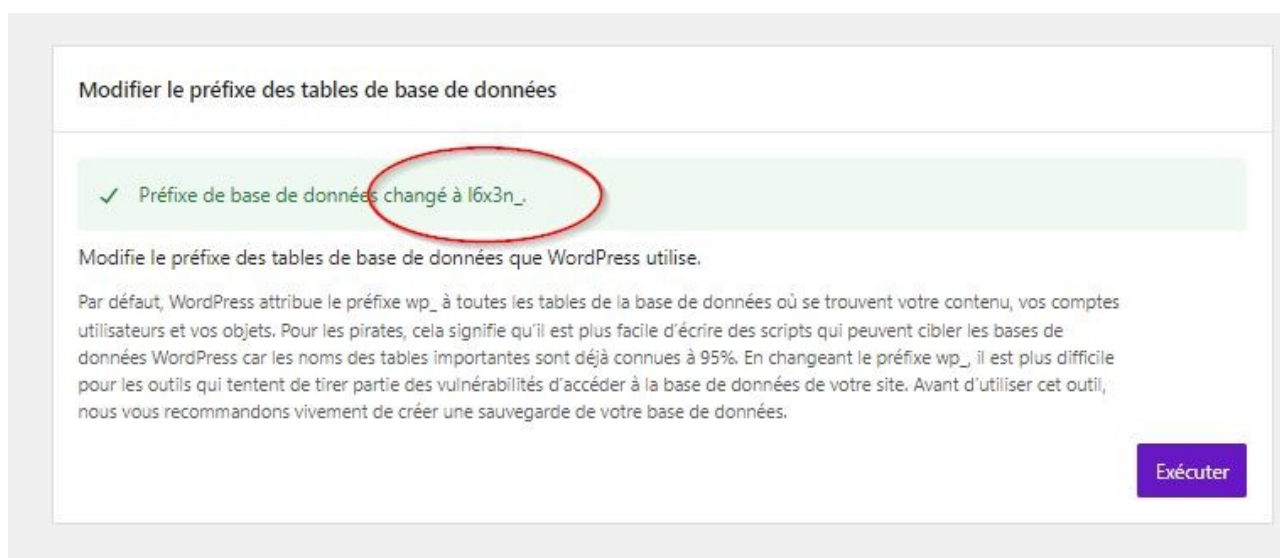 Modifier le préfixe des tables de base de données
✓ Préfixe de base de données changé à l6x3n_.
Modifie le préfixe des tables de base de données que WordPress utilise.
Par défaut, WordPress attribue le préfixe wp_ à toutes les tables de la base de données où se trouvent votre contenu, vos comptes
utilisateurs et vos objets. Pour les pirates, cela signifie qu'il est plus facile d'écrire des scripts qui peuvent cibler les bases de
données WordPress car les noms des tables importantes sont déjà connues à 95%. En changeant le préfixe wp_, il est plus difficile
pour les outils qui tentent de tirer partie des vulnérabilités d'accéder à la base de données de votre site. Avant d'utiliser cet outil,
nous vous recommandons vivement de créer une sauvegarde de votre base de données.
Exécuter